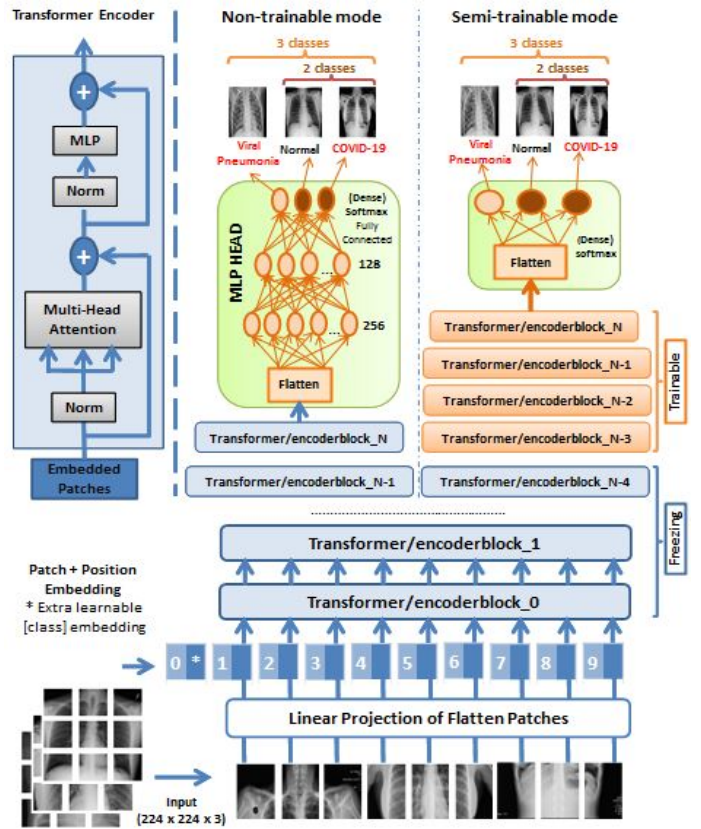 Transformer Encoder
+
MLP
Norm
+
Multi-Head
Attention
Norm
Embedded
Patches
Non-trainable mode
3 classes
2 classes
Viral
Pneumonia
Normal
COVID-19
(Dense)
Softmax
Fully
Connected
MLP HEAD
...
128
...
256
Flatten
Transformer/encoderblock_N
Transformer/encoderblock_N-1
Semi-trainable mode
3 classes
2 classes
Viral
Pneumonia
Normal
COVID-19
(Dense)
softmax
Flatten
Transformer/encoderblock_N
Transformer/encoderblock_N-1
Transformer/encoderblock_N-2
Transformer/encoderblock_N-3
Trainable
Transformer/encoderblock_N-4
Freezing
Transformer/encoderblock_1
Transformer/encoderblock_0
Patch + Position
Embedding
* Extra learnable
[class] embedding
0 * 1 2 3 4 5 6 7 8 9
Linear Projection of Flatten Patches
Input
(224 x 224 x 3)